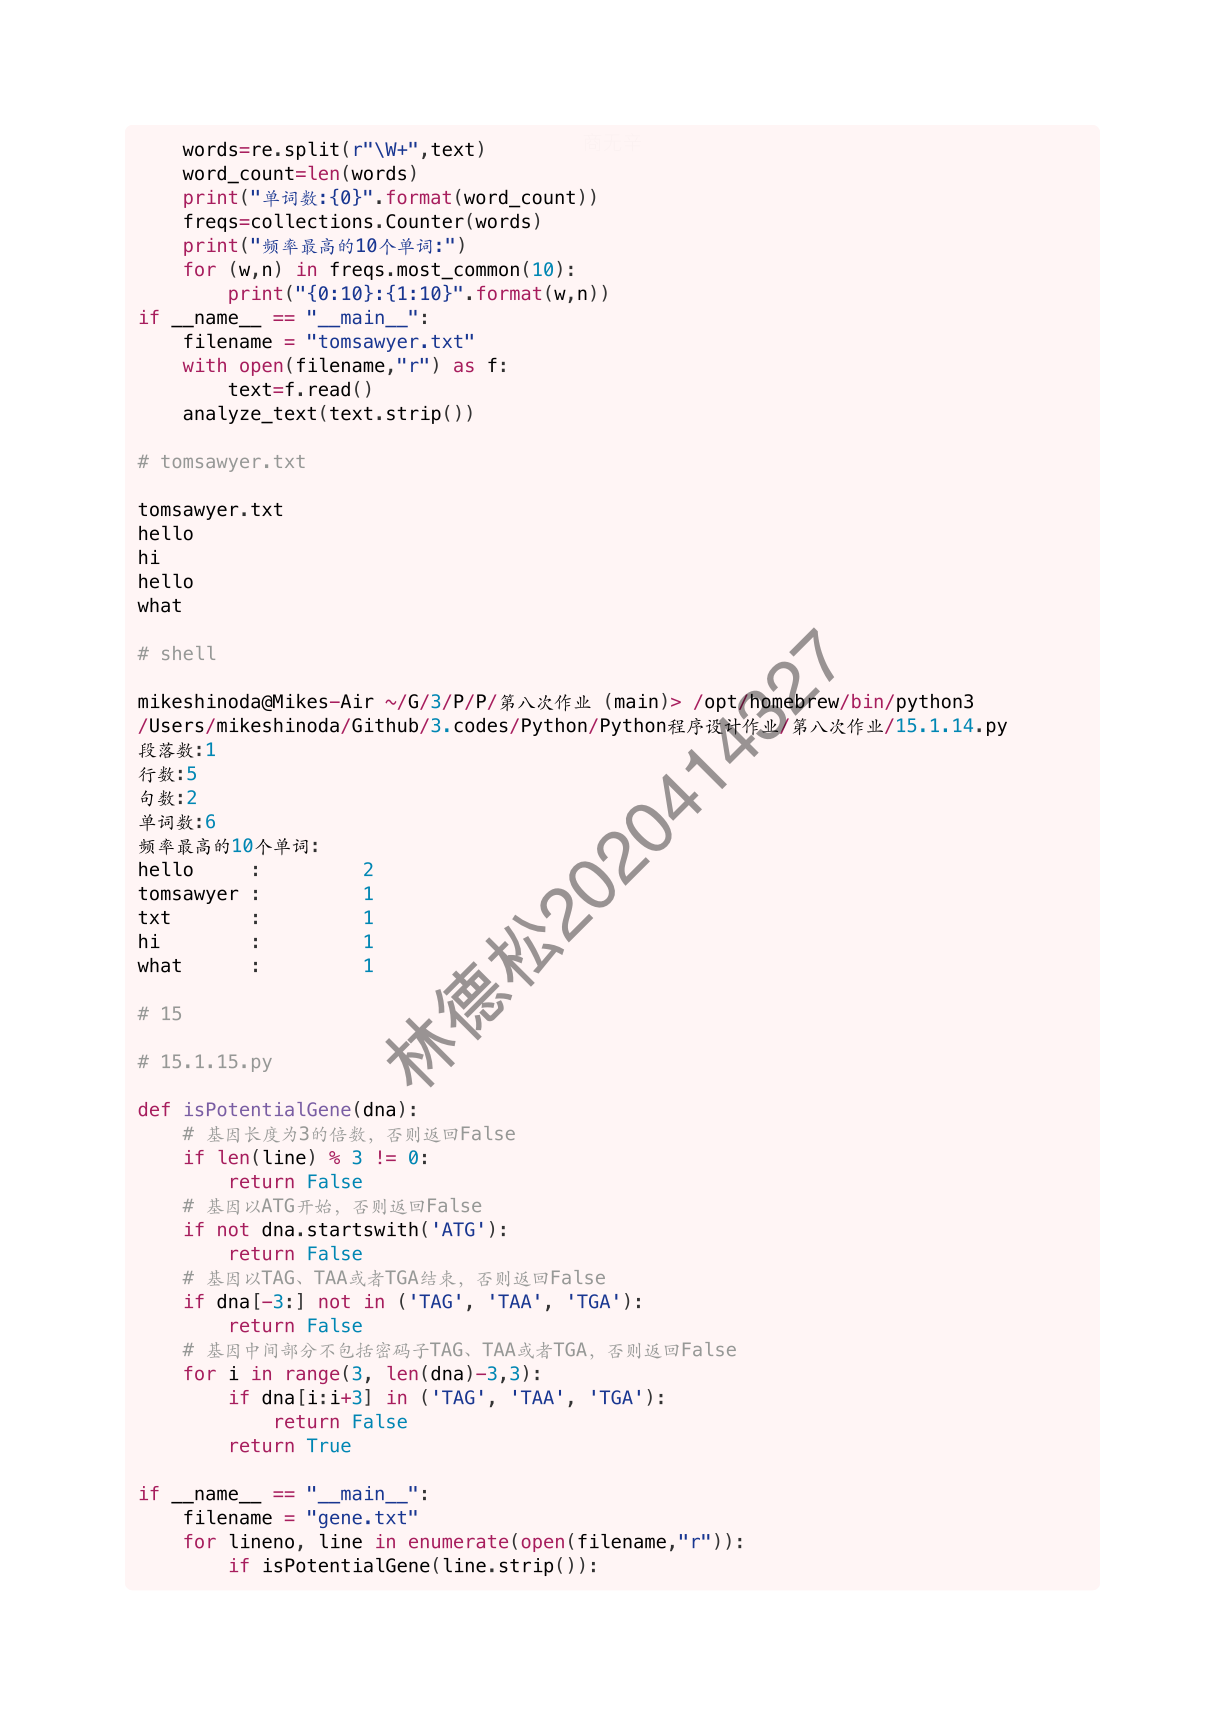 words=re.split(r"\W+",text)
    word_count=len(words)
    print("单词数:{0}".format(word_count))
    freqs=collections.Counter(words)
    print("频率最高的10个单词:")
    for (w,n) in freqs.most_common(10):
        print("{0:10}:{1:10}".format(w,n))
if __name__ == "__main__":
    filename = "tomsawyer.txt"
    with open(filename,"r") as f:
        text=f.read()
    analyze_text(text.strip())

# tomsawyer.txt

tomsawyer.txt
hello
hi
hello
what

# shell

mikeshinoda@Mikes-Air ~/G/3/P/P/第八次作业 (main)> /opt/homebrew/bin/python3
/Users/mikeshinoda/Github/3.codes/Python/Python程序设计作业/第八次作业/15.1.14.py
段落数:1
行数:5
句数:2
单词数:6
频率最高的10个单词:
hello     :         2
tomsawyer :         1
txt       :         1
hi        :         1
what      :         1

# 15

# 15.1.15.py

def isPotentialGene(dna):
    # 基因长度为3的倍数，否则返回False
    if len(line) % 3 != 0:
        return False
    # 基因以ATG开始，否则返回False
    if not dna.startswith('ATG'):
        return False
    # 基因以TAG、TAA或者TGA结束，否则返回False
    if dna[-3:] not in ('TAG', 'TAA', 'TGA'):
        return False
    # 基因中间部分不包括密码子TAG、TAA或者TGA，否则返回False
    for i in range(3, len(dna)-3,3):
        if dna[i:i+3] in ('TAG', 'TAA', 'TGA'):
            return False
        return True

if __name__ == "__main__":
    filename = "gene.txt"
    for lineno, line in enumerate(open(filename,"r")):
        if isPotentialGene(line.strip()):
林德松2020414327